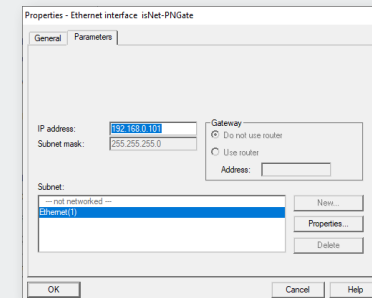 Properties - Ethernet interface isNet-PNGate
General
Parameters
IP address:
192.168.0.101
Subnet mask:
255.255.255.0
Gateway
Do not use router
Use router
Address:
Subnet:
--- not networked ---
Ethernet(1)
New...
Properties...
Delete
OK
Cancel
Help